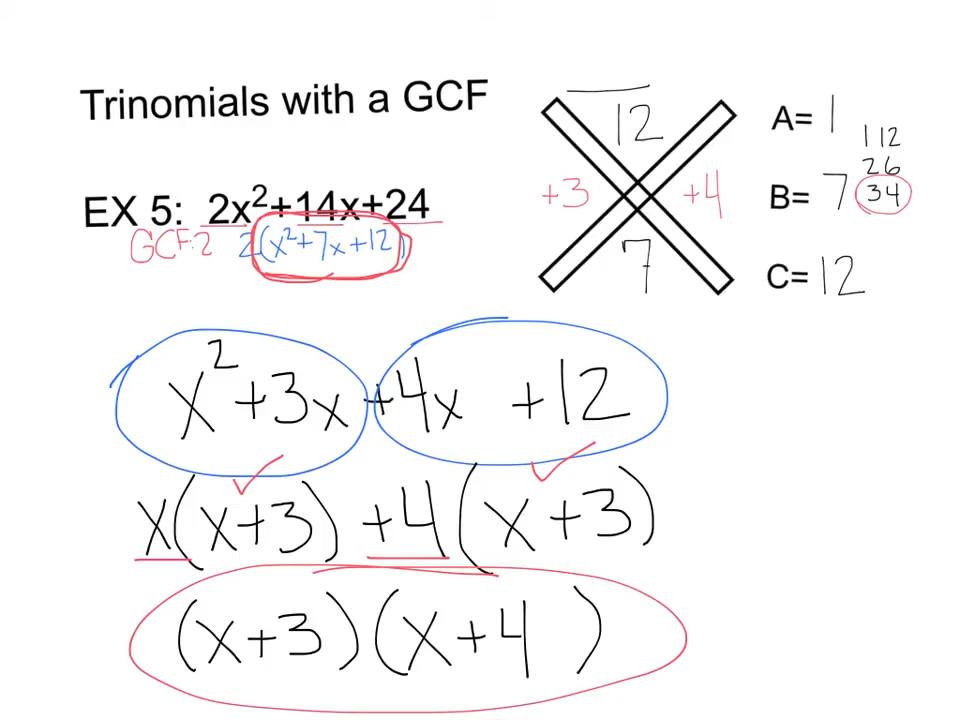 Trinomials with a GCF
EX 5: 2x²+14x+24
GCF:2 2(x²+7x+12)
12
+3 +4
7
A= 1
B= 7
C= 12
1 12
2 6
3 4
x²+3x+4x +12
x(x+3) +4(x+3)
(x+3)(x+4)